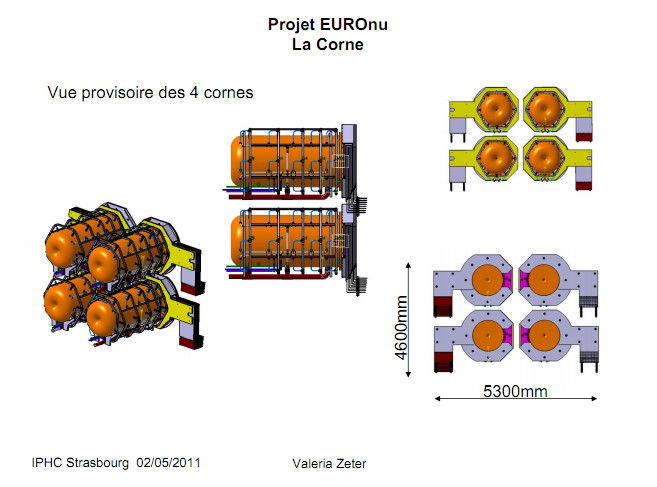 Projet EUROnu
La Corne
Vue provisoire des 4 cornes
4600mm
5300mm
IPHC Strasbourg 02/05/2011
Valeria Zeter